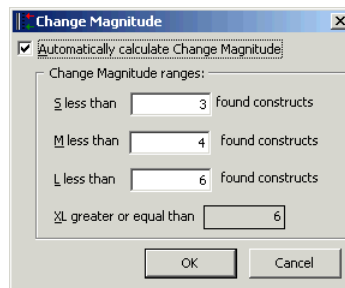 Change Magnitude
Automatically calculate Change Magnitude
Change Magnitude ranges:
S less than 3 found constructs
M less than 4 found constructs
L less than 6 found constructs
XL greater or equal than 6
OK Cancel